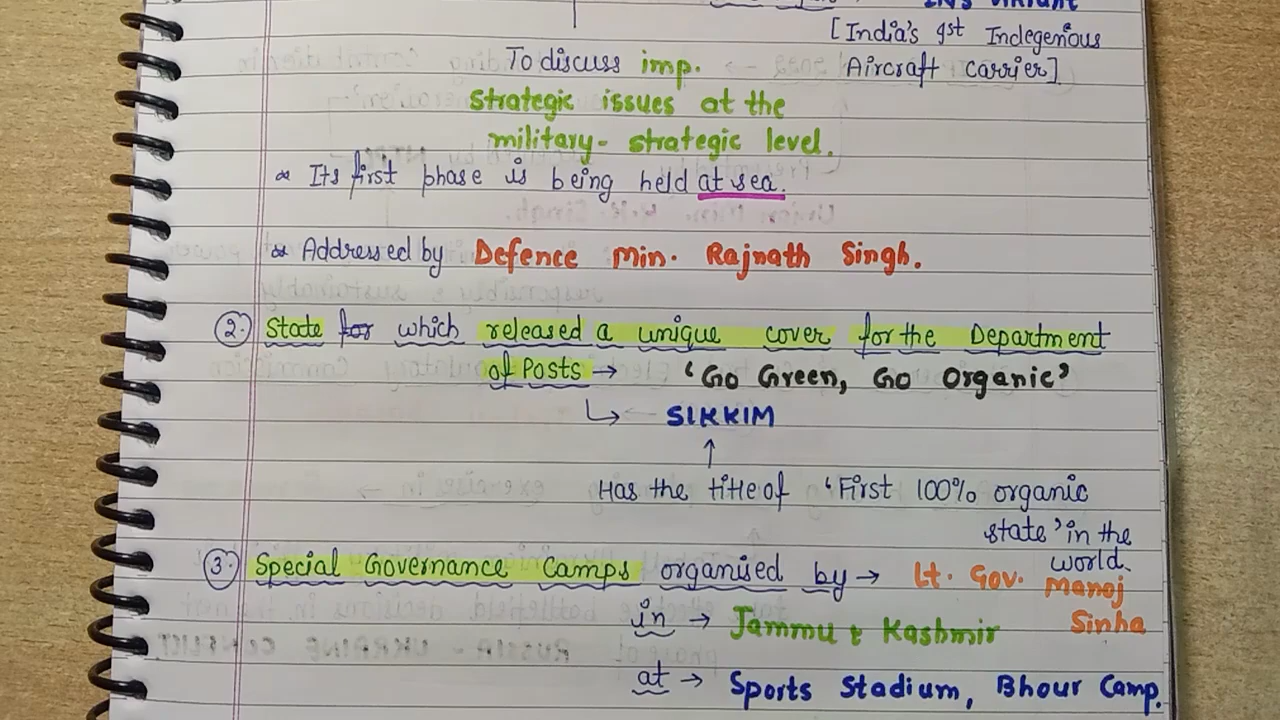 INS Vikrant
[India's 1st Indegenous
To discuss imp. Aircraft Carrier]
Strategic issues at the
military- strategic level.
Its first phase is being held at sea.
Addressed by Defence Min. Rajnath Singh.
2. State for which released a unique cover for the Department
of Posts → 'Go Green, Go Organic'
↳ SIKKIM
↑
Has the title of 'First 100% organic
state' in the
world.
3. Special Governance Camps organised by → Lt. Gov. Manoj
Sinha
in → Jammu & Kashmir
at → Sports Stadium, Bhour Camp.